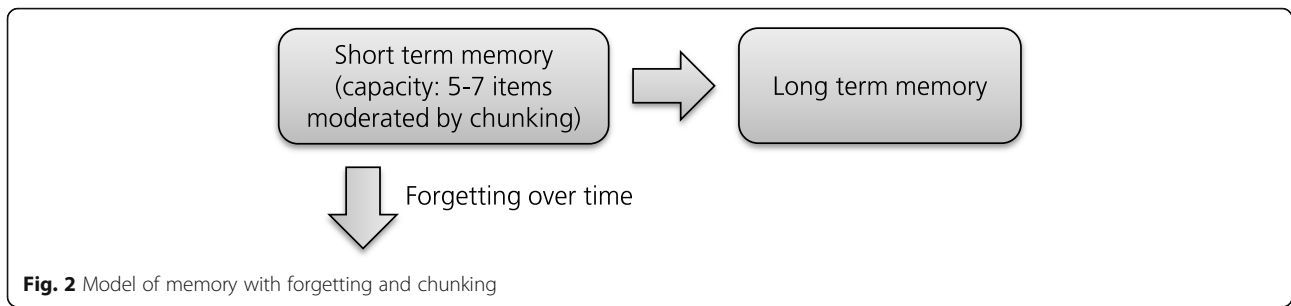 Short term memory
(capacity: 5-7 items
moderated by chunking)
Long term memory
Forgetting over time
Fig. 2 Model of memory with forgetting and chunking